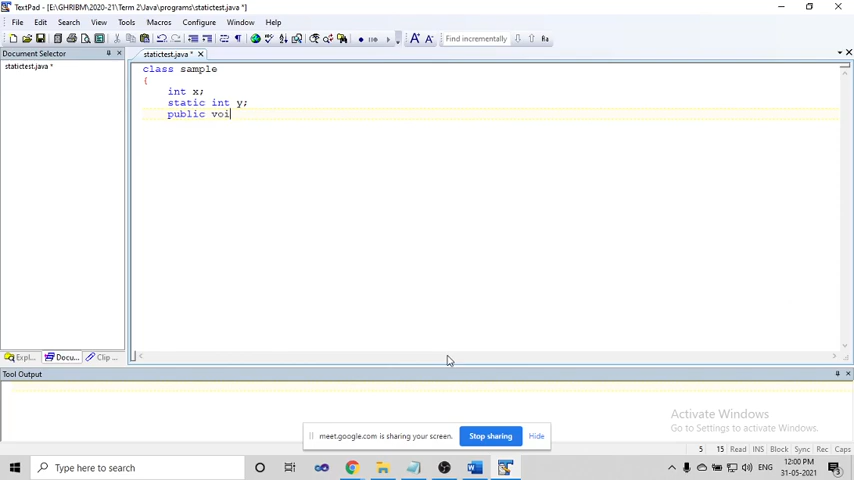 TextPad - [E:\GHRIBM\2020-21\Term 2\Java\programs\statictest.java *]
File Edit Search View Tools Macros Configure Window Help
Find incrementally
Document Selector
statictest.java *
statictest.java *
class sample
{
int x;
static int y;
public voi
Expl... Docu... Clip ...
Tool Output
Activate Windows
Go to Settings to activate Windows.
meet.google.com is sharing your screen. Stop sharing Hide
5 15 Read INS Block Sync Rec Caps
Type here to search
ENG
12:00 PM
31-05-2021
3